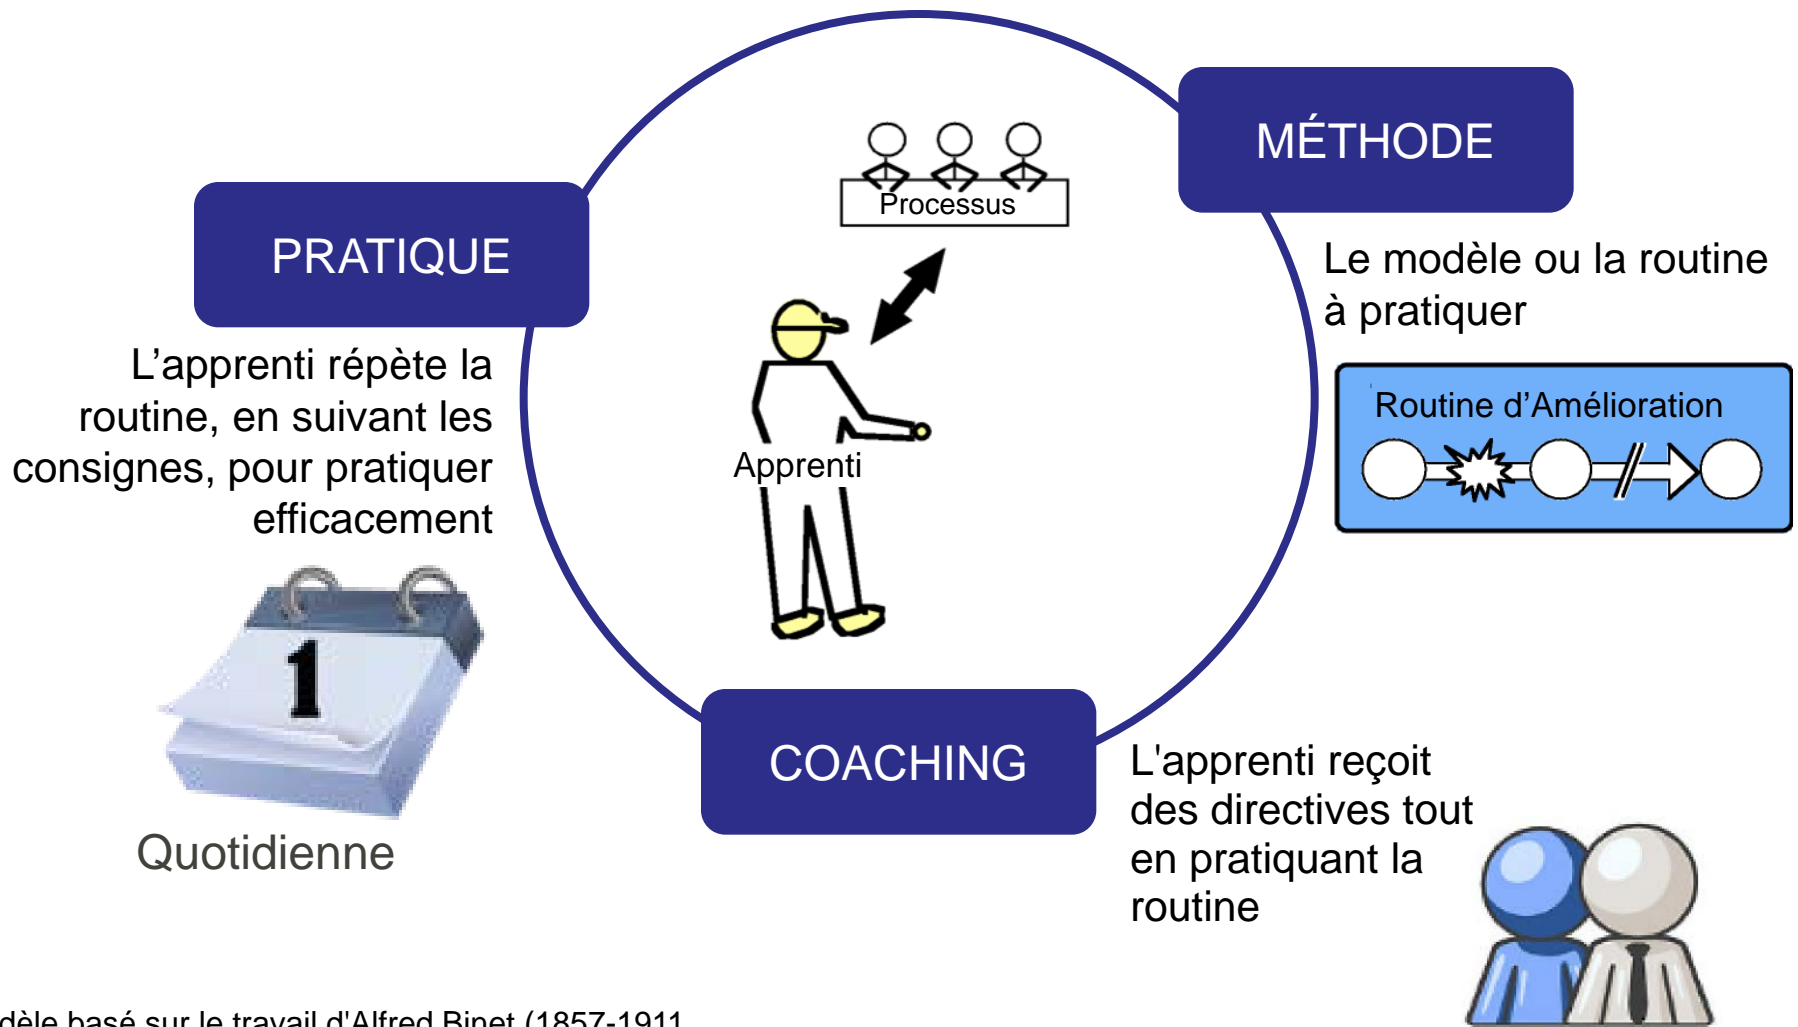 MÉTHODE
Processus
PRATIQUE
Le modèle ou la routine
à pratiquer
L’apprenti répète la
routine, en suivant les
consignes, pour pratiquer
efficacement
Routine d’Amélioration
Apprenti
1
COACHING
L'apprenti reçoit
des directives tout
en pratiquant la
routine
Quotidienne
dèle basé sur le travail d'Alfred Binet (1857-1911